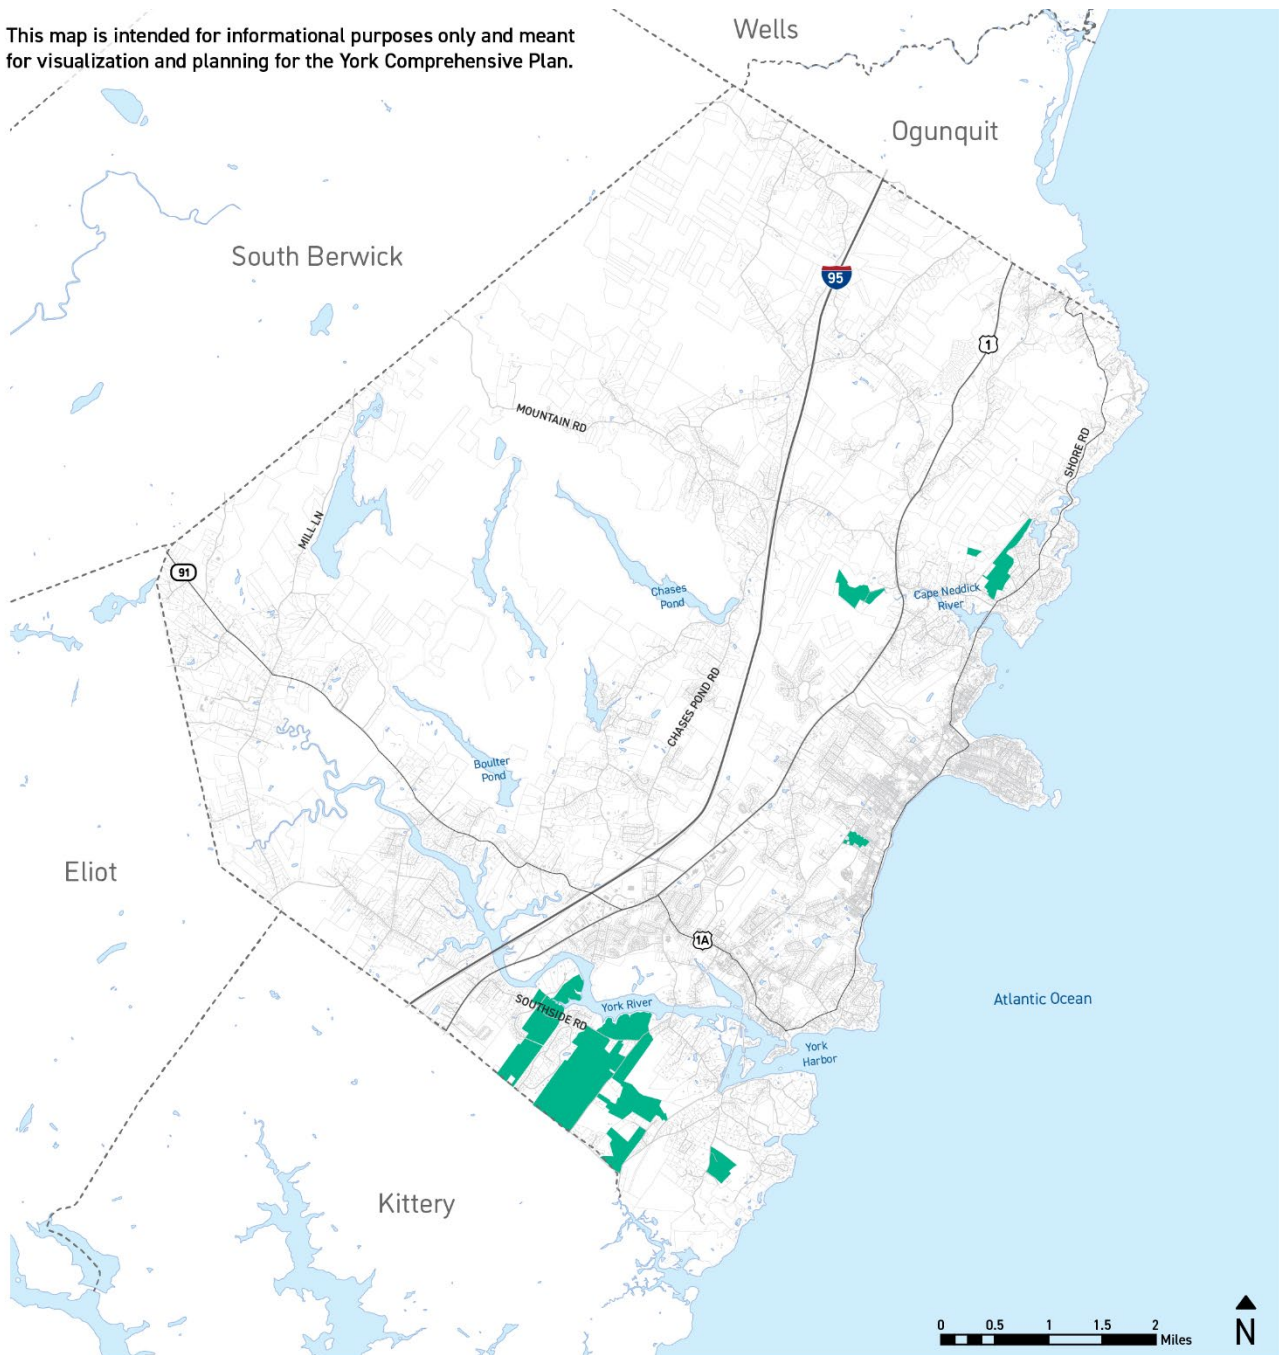 This map is intended for informational purposes only and meant
for visualization and planning for the York Comprehensive Plan.
Wells
Ogunquit
South Berwick
95
1
MOUNTAIN RD
SHORE RD
MILL LN
91
Chases
Pond
Cape Neddick
River
CHASES POND RD
Boulter
Pond
Eliot
1A
Atlantic Ocean
SOUTHSIDE RD
York River
York
Harbor
Kittery
0 0.5 1 1.5 2
Miles
N